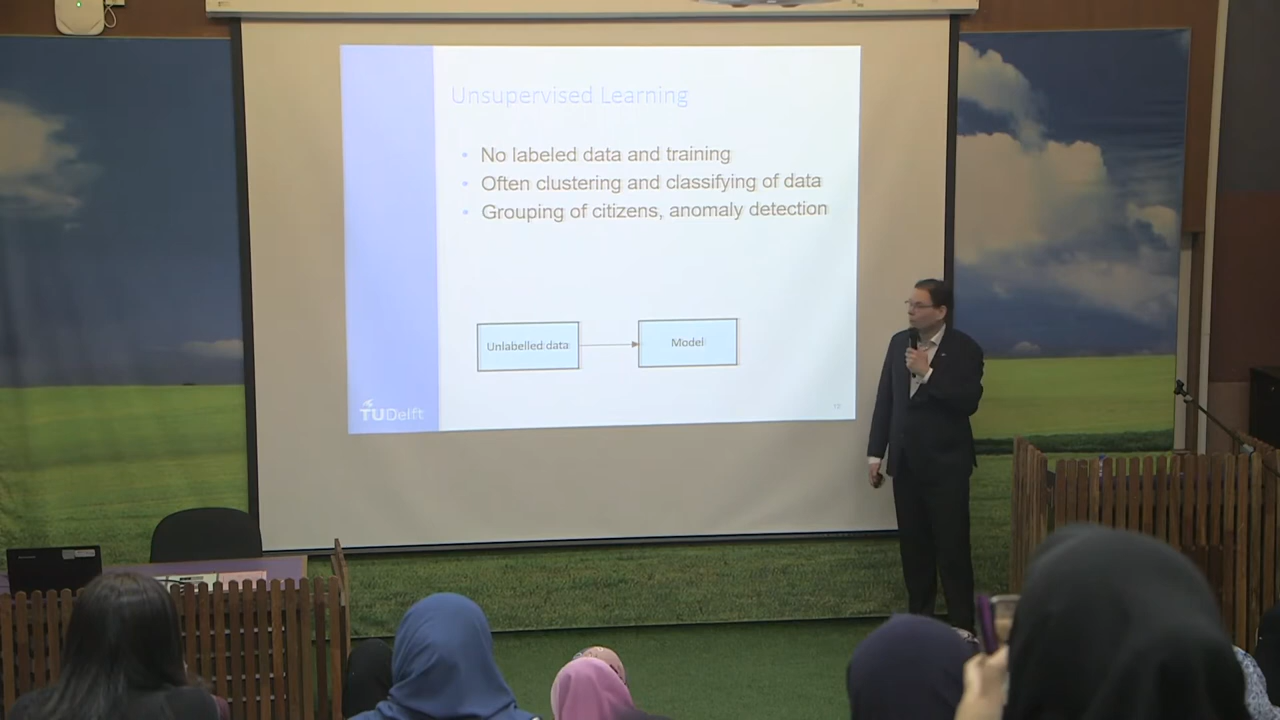 Unsupervised Learning
• No labeled data and training
• Often clustering and classifying of data
• Grouping of citizens, anomaly detection
Unlabelled data
Model
TUDelft